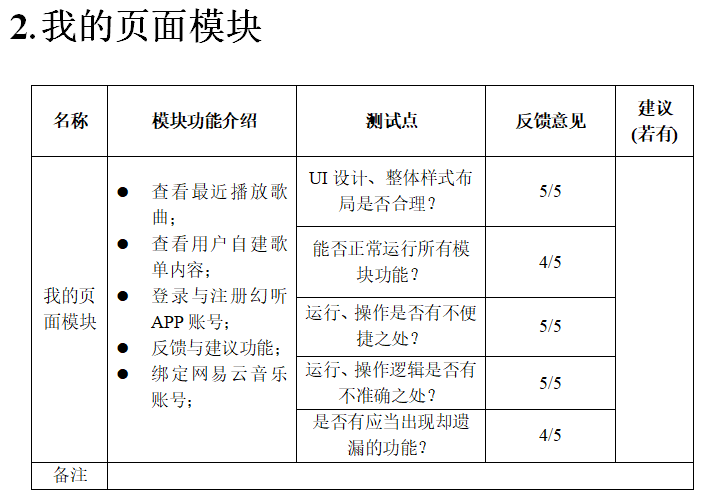 2.我的页面模块
名称
模块功能介绍
测试点
反馈意见
建议
(若有)
我的页
面模块
● 查看最近播放歌
曲；
● 查看用户自建歌
单内容；
● 登录与注册幻听
APP 账号；
● 反馈与建议功能；
● 绑定网易云音乐
账号；
UI 设计、整体样式布
局是否合理？
5/5
能否正常运行所有模
块功能？
4/5
运行、操作是否有不便
捷之处？
5/5
运行、操作逻辑是否有
不准确之处？
5/5
是否有应当出现却遗
漏的功能？
4/5
备注